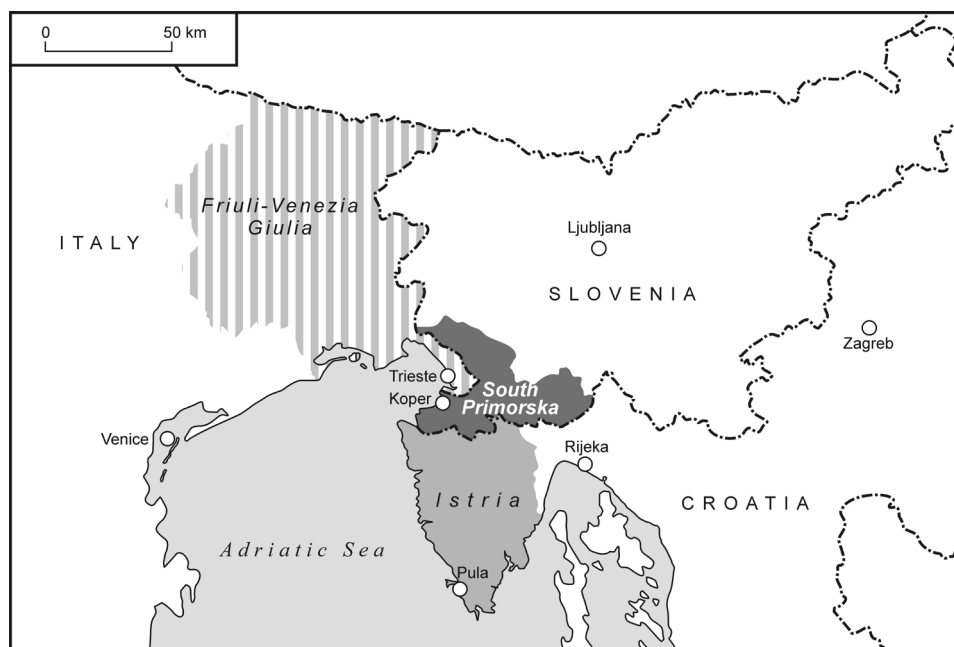 0 50 km
Friuli-Venezia
Giulia
ITALY
Ljubljana
SLOVENIA
Zagreb
Trieste
Koper
South
Primorska
Venice
Rijeka
Istria
CROATIA
Adriatic Sea
Pula